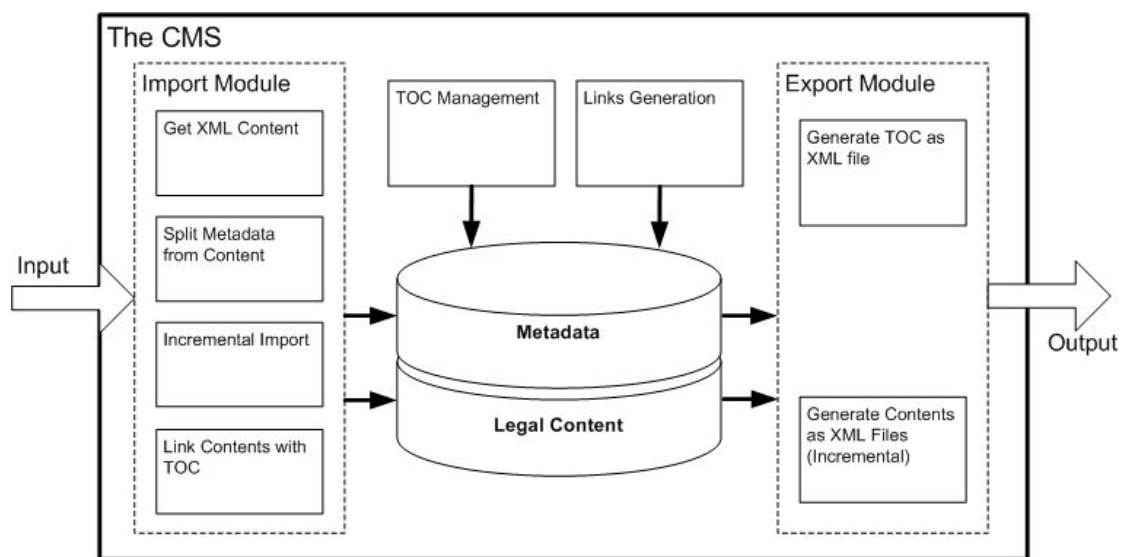 The CMS
Import Module
Get XML Content
Split Metadata
from Content
Incremental Import
Link Contents with
TOC
Input
TOC Management
Links Generation
Metadata
Legal Content
Export Module
Generate TOC as
XML file
Generate Contents
as XML Files
(Incremental)
Output